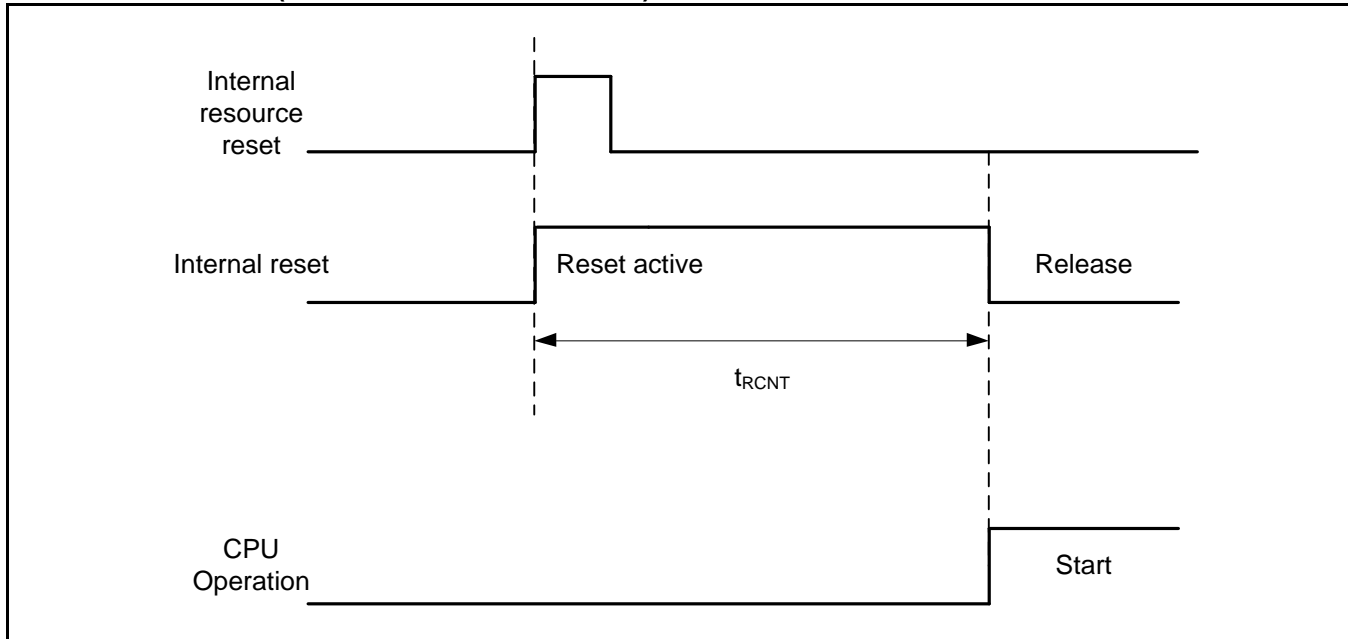 Internal
resource
reset
Internal reset
Reset active
Release
tRCNT
CPU
Operation
Start